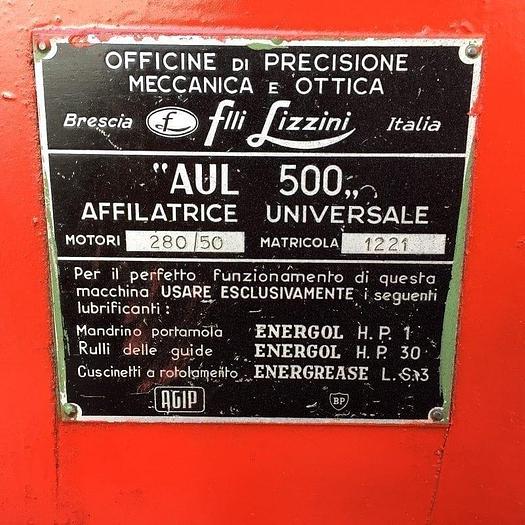 OFFICINE DI PRECISIONE
MECCANICA E OTTICA
Brescia L flli Lizzini Italia
"AUL 500„
AFFILATRICE UNIVERSALE
MOTORI 280/50 MATRICOLA 1221
Per il perfetto funzionamento di questa
macchina USARE ESCLUSIVAMENTE i seguenti
lubrificanti:
Mandrino portamola ENERGOL H.P. 1
Rulli delle guide ENERGOL H.P. 30
Cuscinetti a rotolamento ENERGREASE L.S.3
AGIP BP